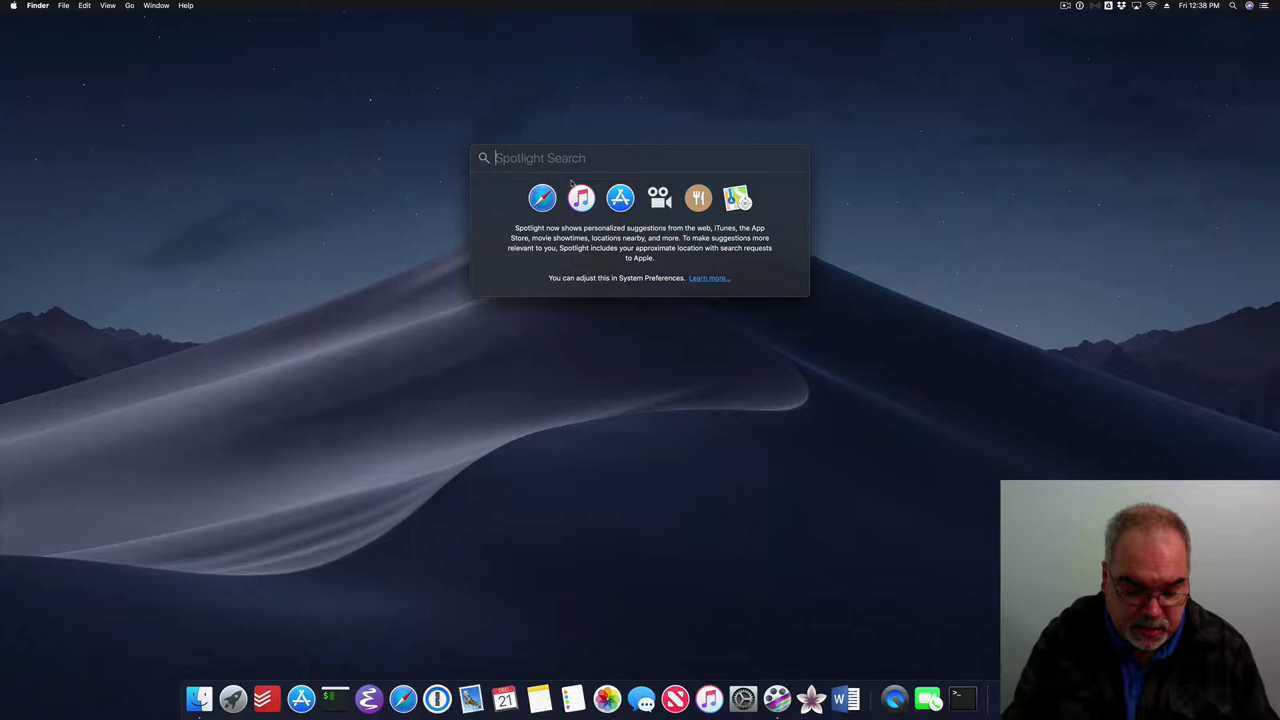 Finder File Edit View Go Window Help Fri 12:38 PM
Spotlight Search
Spotlight now shows personalized suggestions from the web, iTunes, the App
Store, movie showtimes, locations nearby, and more. To make suggestions more
relevant to you, Spotlight includes your approximate location with search requests
to Apple.
You can adjust this in System Preferences. Learn more...
DEC
21